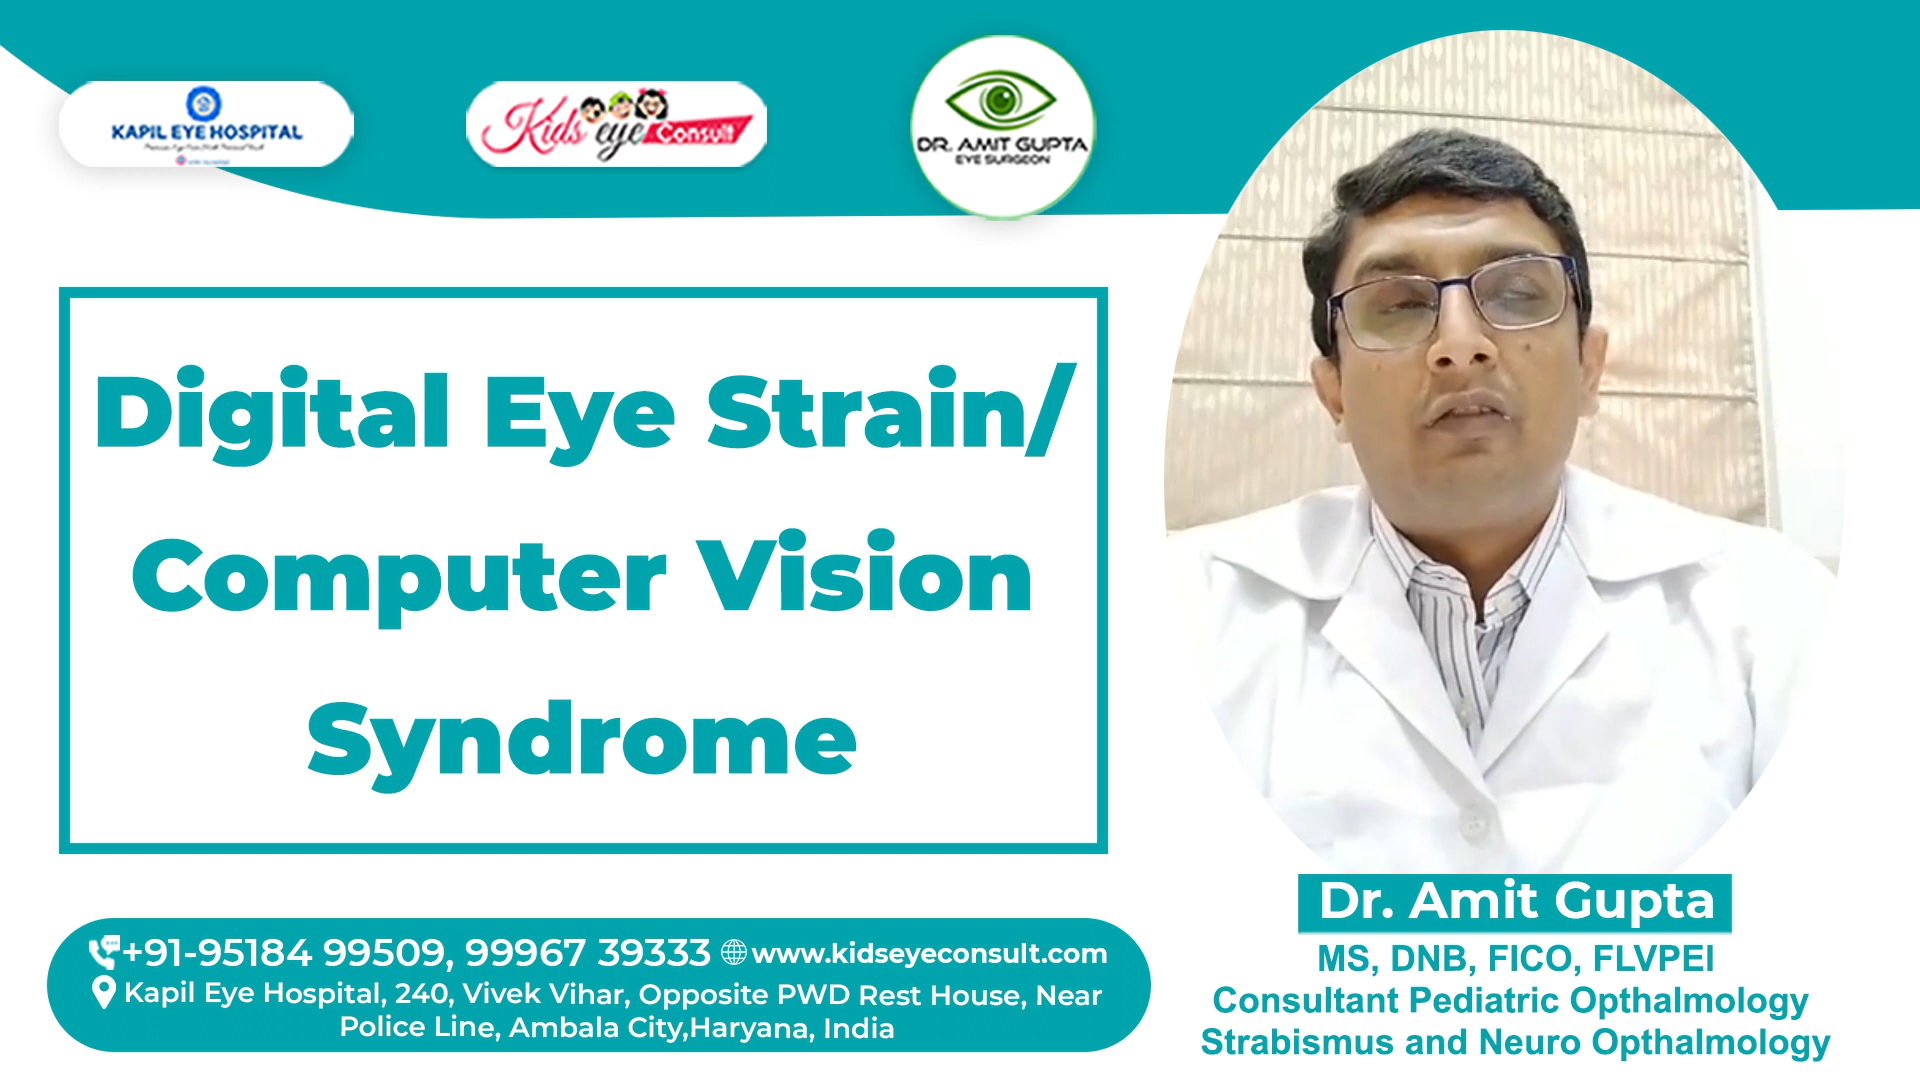 KAPIL EYE HOSPITAL
Kids eye Consult
DR. AMIT GUPTA
EYE SURGEON
Digital Eye Strain/
Computer Vision
Syndrome
+91-95184 99509, 99967 39333 www.kidseyeconsult.com
Kapil Eye Hospital, 240, Vivek Vihar, Opposite PWD Rest House, Near
Police Line, Ambala City,Haryana, India
Dr. Amit Gupta
MS, DNB, FICO, FLVPEI
Consultant Pediatric Opthalmology
Strabismus and Neuro Opthalmology